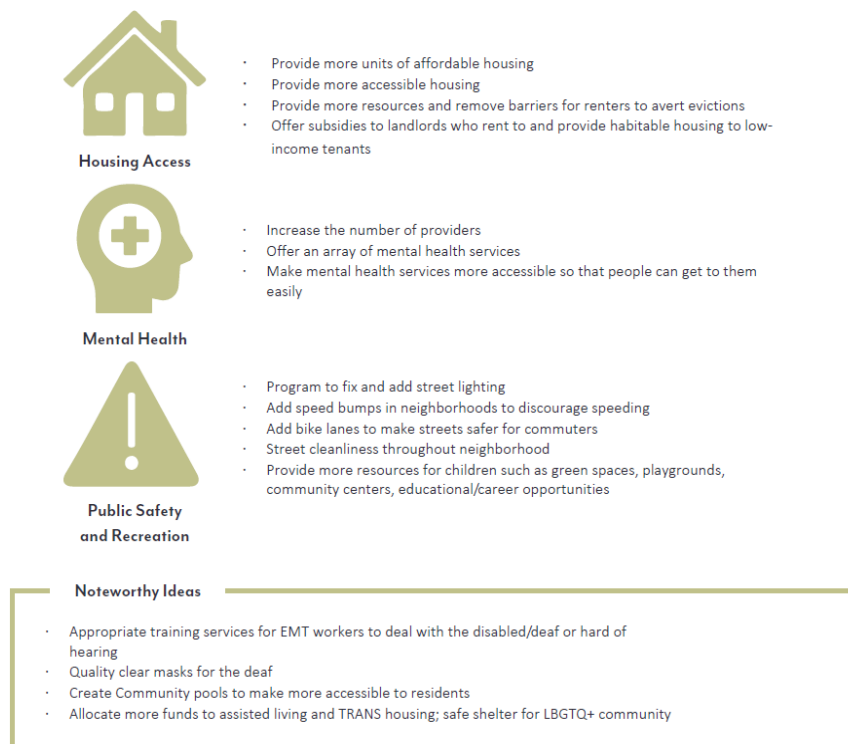 · Provide more units of affordable housing
· Provide more accessible housing
· Provide more resources and remove barriers for renters to avert evictions
· Offer subsidies to landlords who rent to and provide habitable housing to low-
income tenants
Housing Access
· Increase the number of providers
· Offer an array of mental health services
· Make mental health services more accessible so that people can get to them
easily
Mental Health
· Program to fix and add street lighting
· Add speed bumps in neighborhoods to discourage speeding
· Add bike lanes to make streets safer for commuters
· Street cleanliness throughout neighborhood
· Provide more resources for children such as green spaces, playgrounds,
community centers, educational/career opportunities
Public Safety
and Recreation
Noteworthy Ideas
· Appropriate training services for EMT workers to deal with the disabled/deaf or hard of
hearing
· Quality clear masks for the deaf
· Create Community pools to make more accessible to residents
· Allocate more funds to assisted living and TRANS housing; safe shelter for LBGTQ+ community